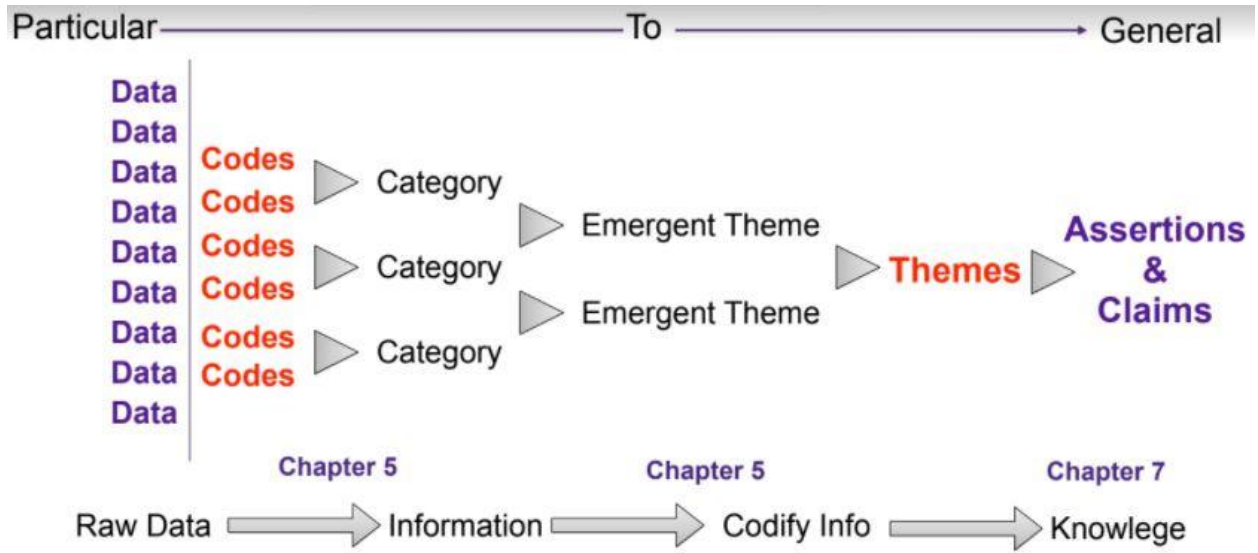 Particular To General
Data
Data
Data
Data
Data
Data
Data
Data
Data
Codes
Codes
Codes
Codes
Codes
Codes
Category
Category
Category
Emergent Theme
Emergent Theme
Themes
Assertions
&
Claims
Chapter 5 Chapter 5 Chapter 7
Raw Data Information Codify Info Knowlege